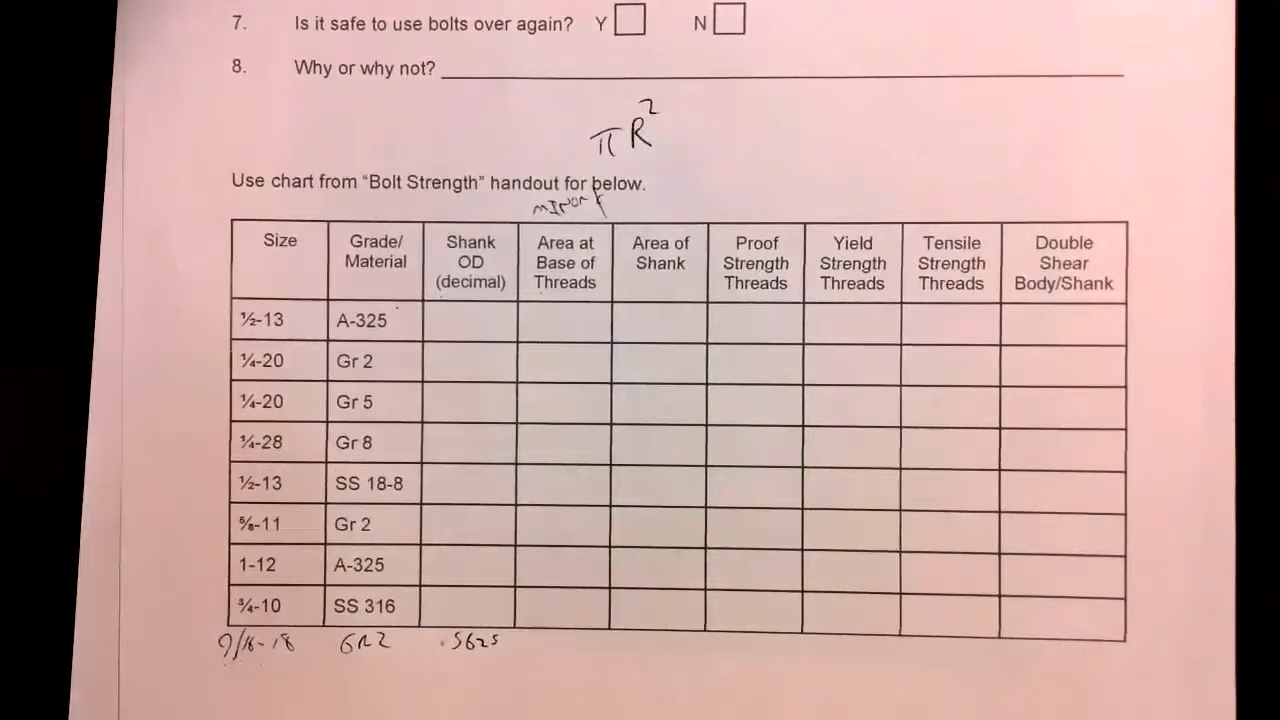 7. Is it safe to use bolts over again? Y N
8. Why or why not?
πR²
Use chart from “Bolt Strength” handout for below.
minor
Size Grade/ Material Shank OD (decimal) Area at Base of Threads Area of Shank Proof Strength Threads Yield Strength Threads Tensile Strength Threads Double Shear Body/Shank
½-13 A-325
¼-20 Gr 2
¼-20 Gr 5
¼-28 Gr 8
½-13 SS 18-8
⅝-11 Gr 2
1-12 A-325
¾-10 SS 316
9/16-18 GR2 .5625